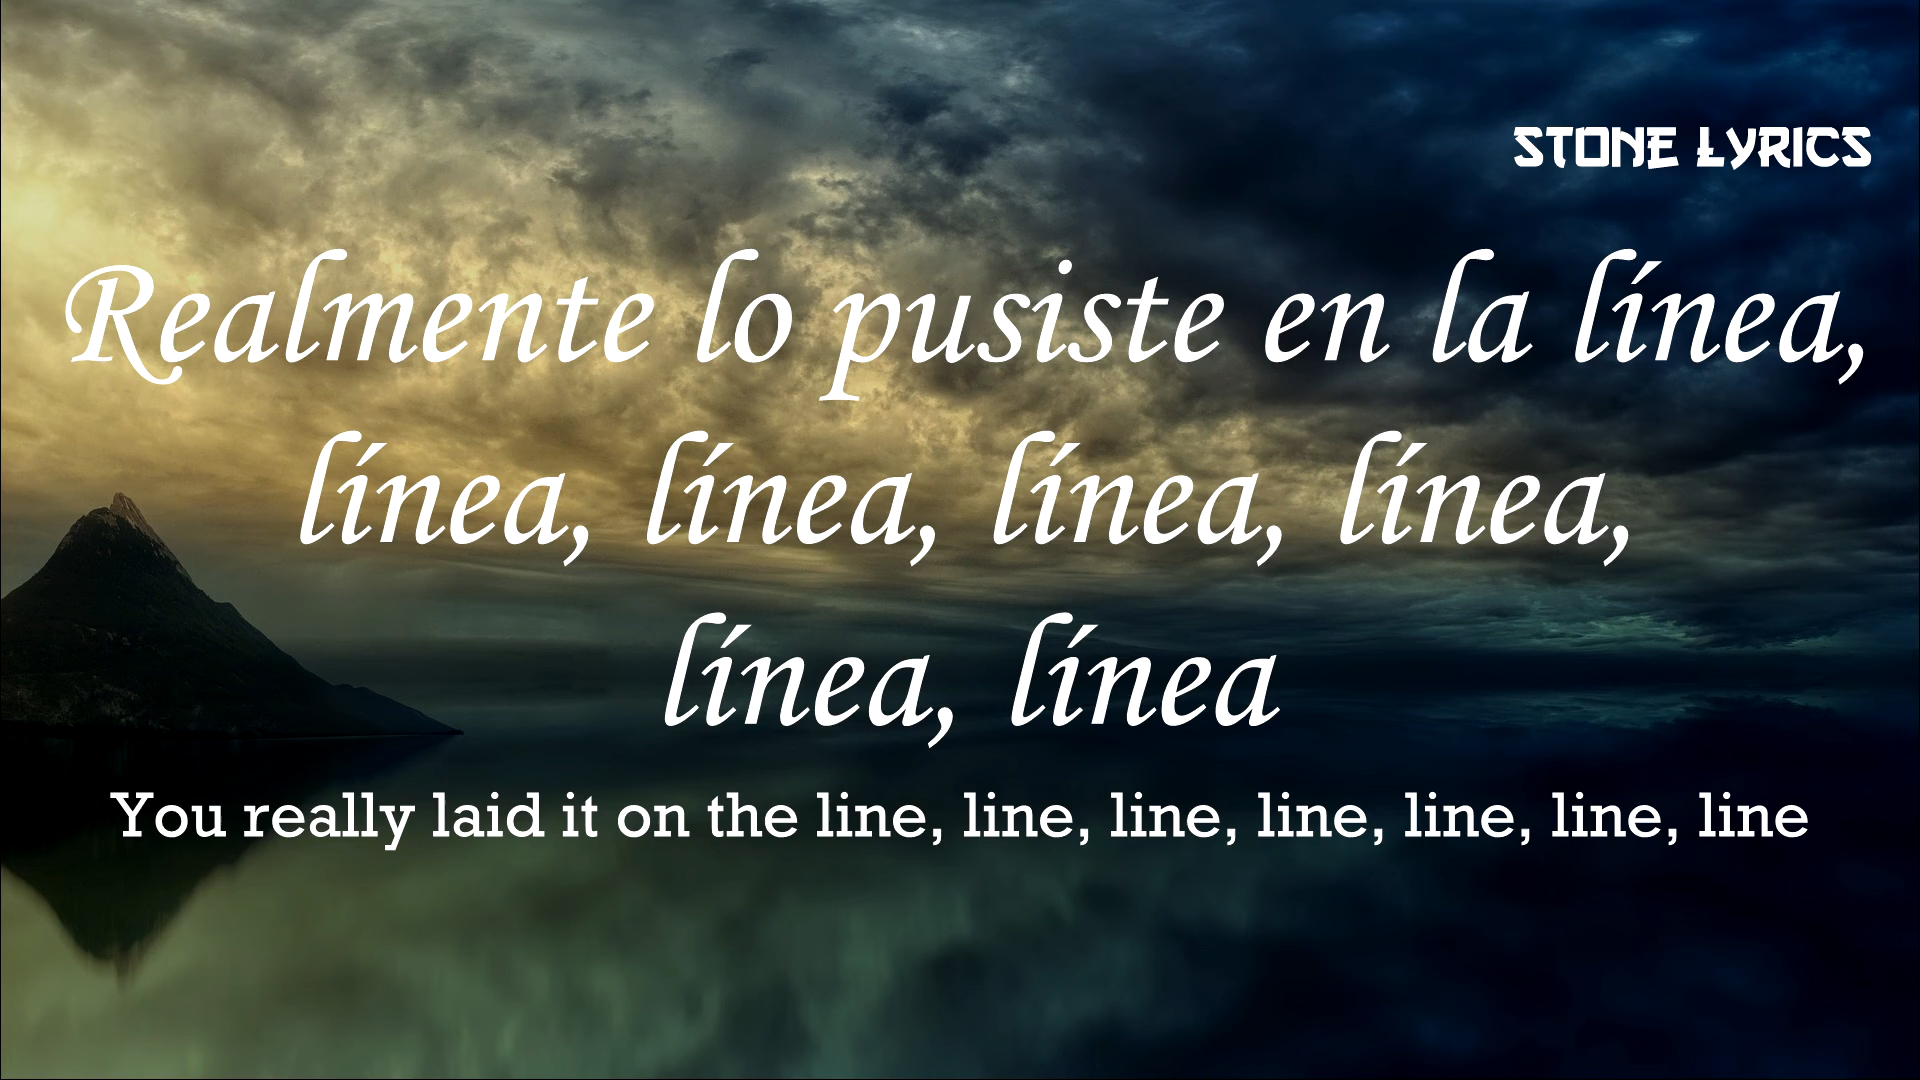 STONE LYRICS
Realmente lo pusiste en la línea,
línea, línea, línea, línea,
línea, línea
You really laid it on the line, line, line, line, line, line, line